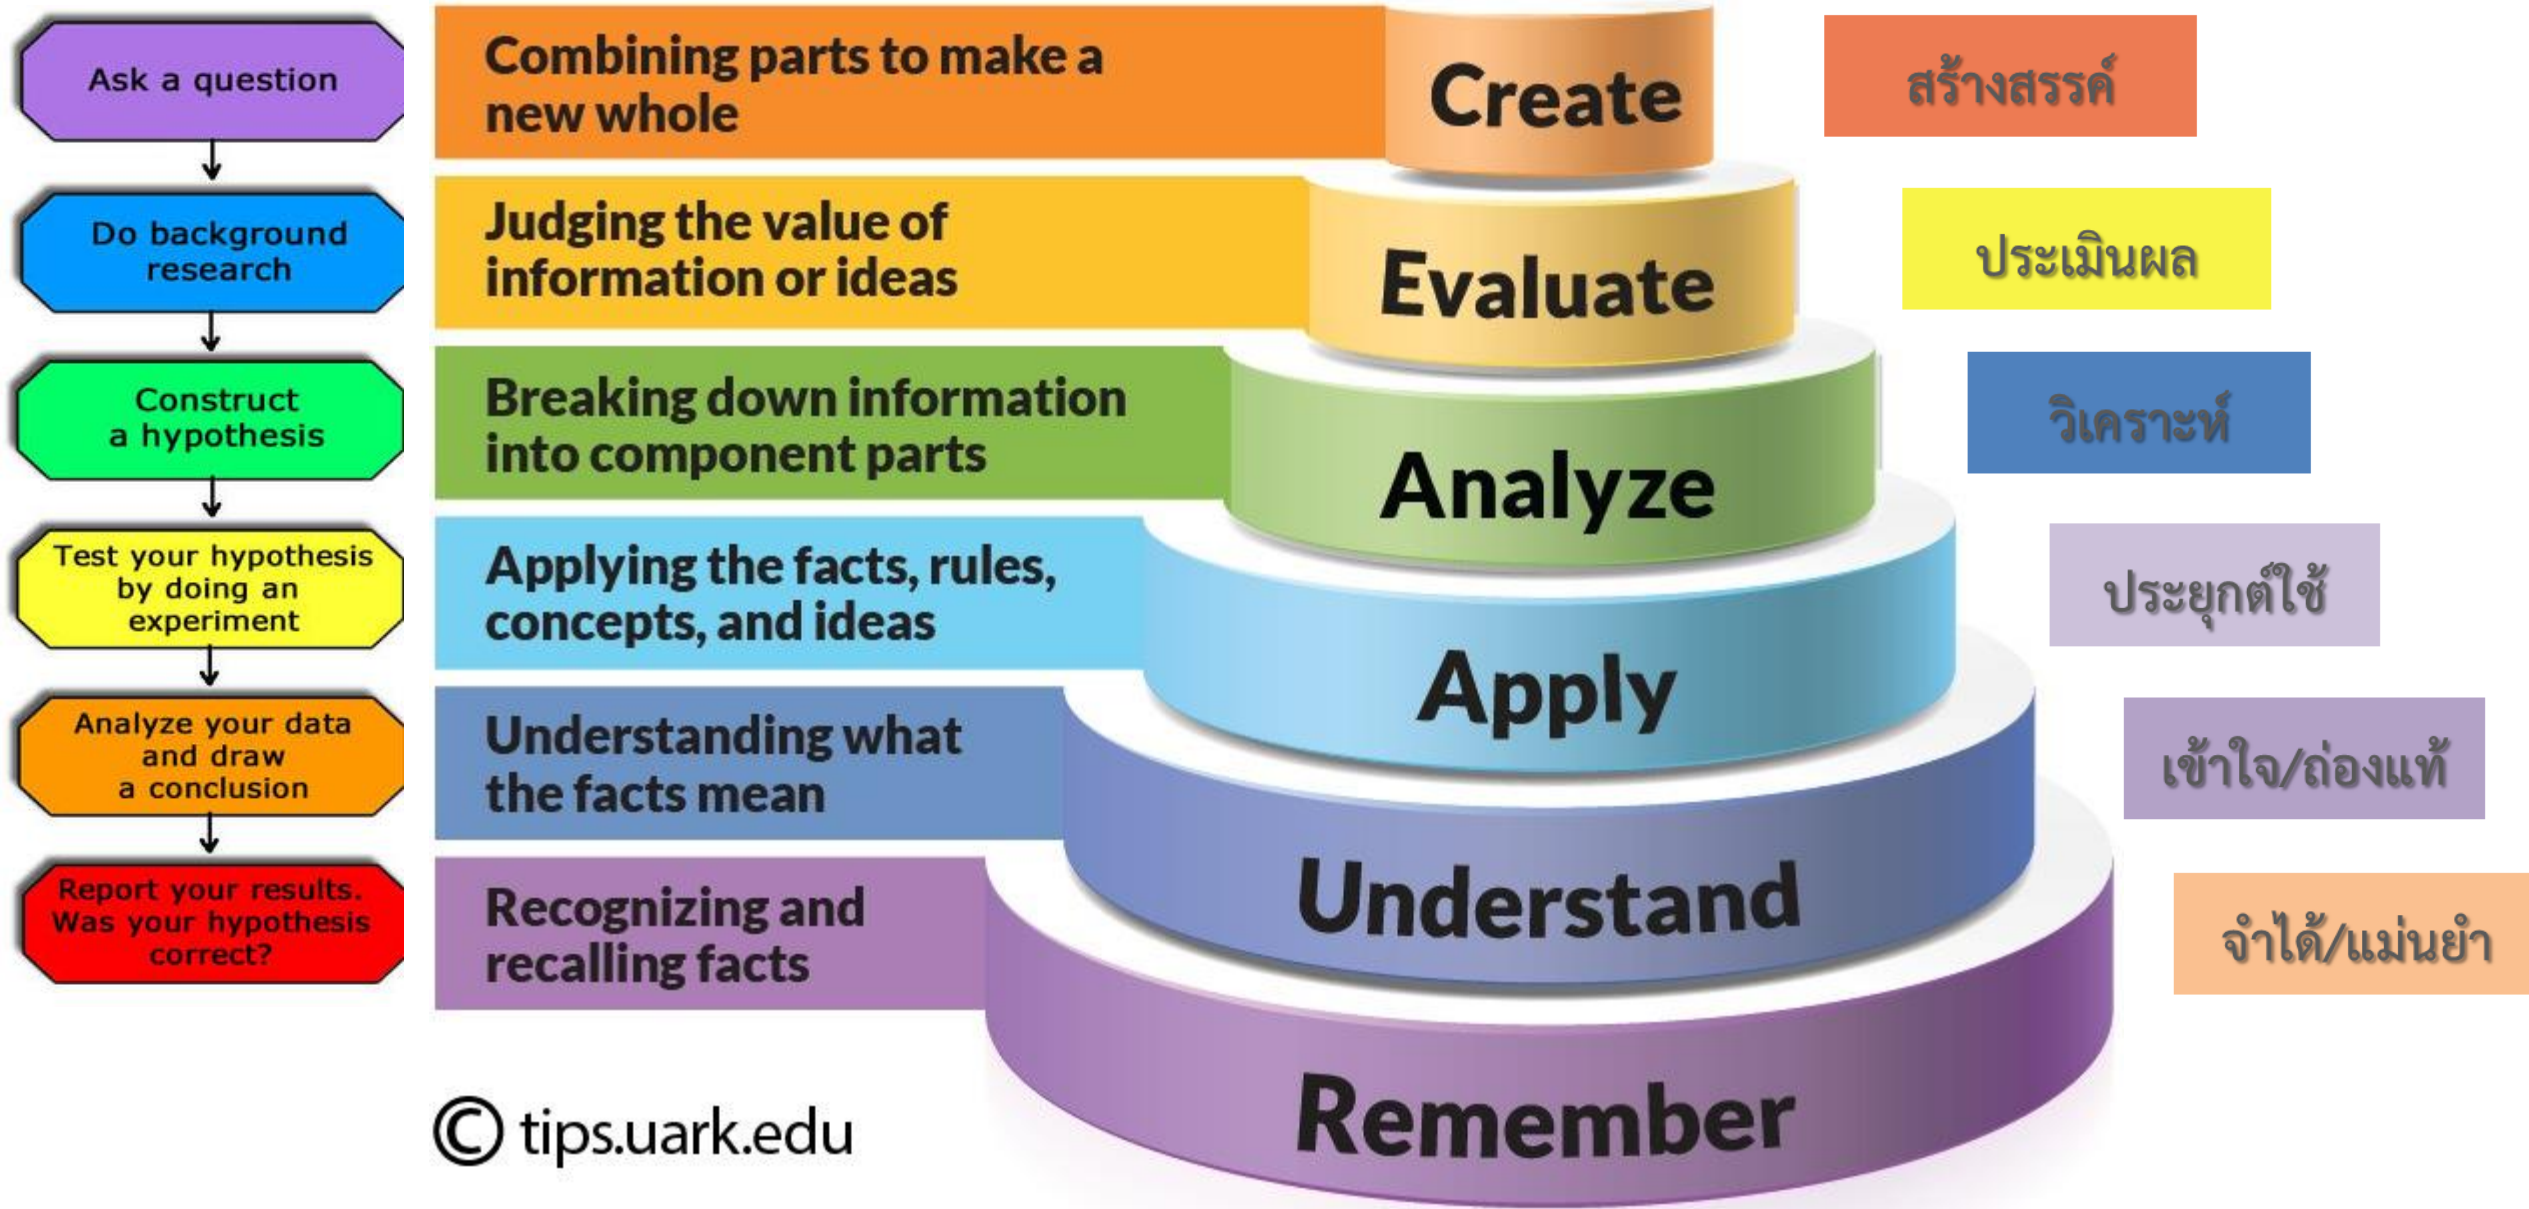 Ask a question
Do background
research
Construct
a hypothesis
Test your hypothesis
by doing an
experiment
Analyze your data
and draw
a conclusion
Report your results.
Was your hypothesis
correct?
Combining parts to make a
new whole
Create
สร้างสรรค์
Judging the value of
information or ideas
Evaluate
ประเมินผล
Breaking down information
into component parts
Analyze
วิเคราะห์
Applying the facts, rules,
concepts, and ideas
Apply
ประยุกต์ใช้
Understanding what
the facts mean
Understand
เข้าใจ/ถ่องแท้
Recognizing and
recalling facts
Remember
จำได้/แม่นยำ
© tips.uark.edu